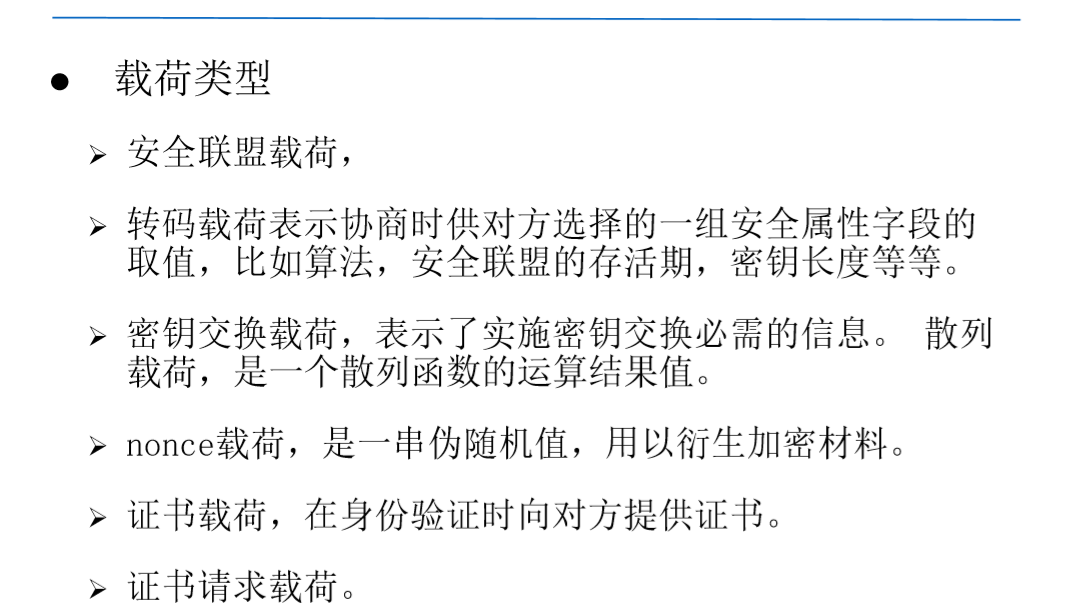 ● 载荷类型
➢ 安全联盟载荷，
➢ 转码载荷表示协商时供对方选择的一组安全属性字段的
取值，比如算法，安全联盟的存活期，密钥长度等等。
➢ 密钥交换载荷，表示了实施密钥交换必需的信息。 散列
载荷，是一个散列函数的运算结果值。
➢ nonce载荷，是一串伪随机值，用以衍生加密材料。
➢ 证书载荷，在身份验证时向对方提供证书。
➢ 证书请求载荷。